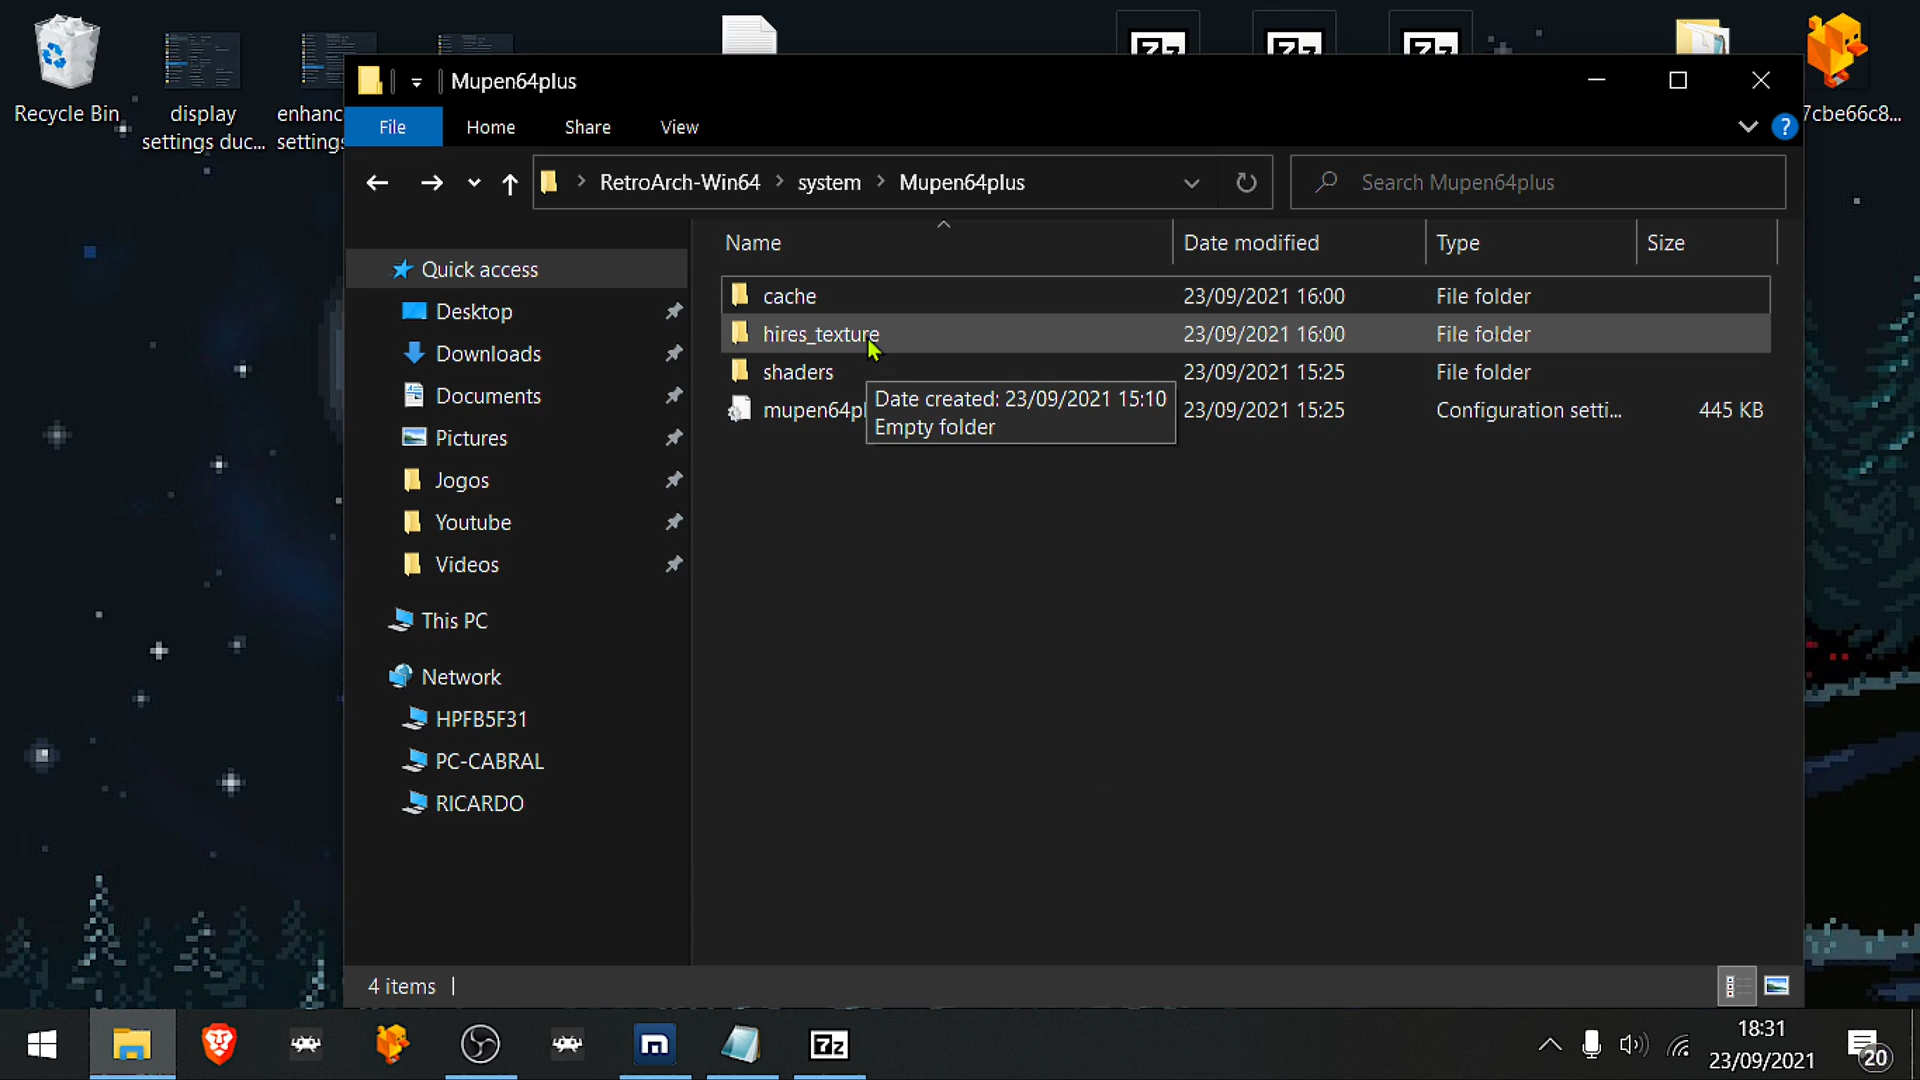 Recycle Bin
display
settings duc...
enhanc
settings
7cbe66c8...
Mupen64plus
File
Home
Share
View
RetroArch-Win64
system
Mupen64plus
Search Mupen64plus
Name
Date modified
Type
Size
Quick access
Desktop
Downloads
Documents
Pictures
Jogos
Youtube
Videos
This PC
Network
HPFB5F31
PC-CABRAL
RICARDO
cache 23/09/2021 16:00 File folder
hires_texture 23/09/2021 16:00 File folder
shaders 23/09/2021 15:25 File folder
mupen64pl 23/09/2021 15:25 Configuration setti... 445 KB
Date created: 23/09/2021 15:10
Empty folder
4 items
7z
18:31
23/09/2021
20